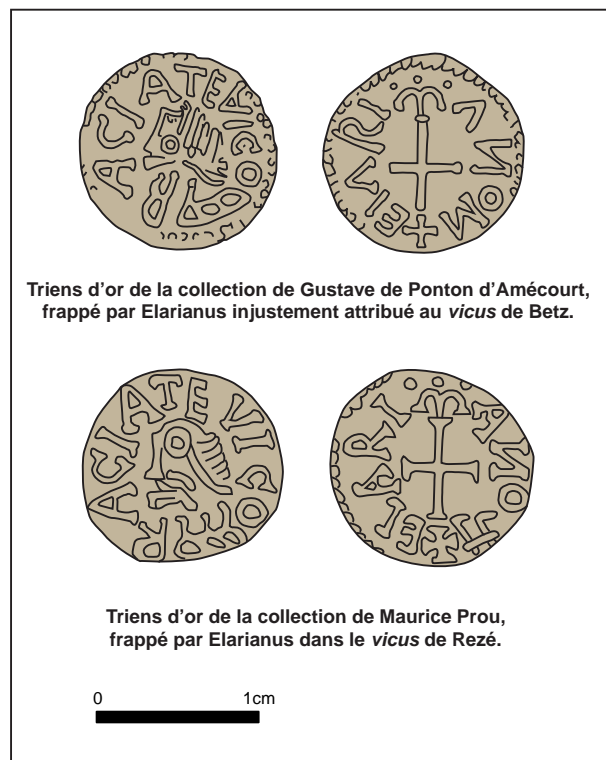 Triens d'or de la collection de Gustave de Ponton d'Amécourt,
frappé par Elarianus injustement attribué au vicus de Betz.
ACIATEVICO
Triens d'or de la collection de Maurice Prou,
frappé par Elarianus dans le vicus de Rezé.
0 1cm